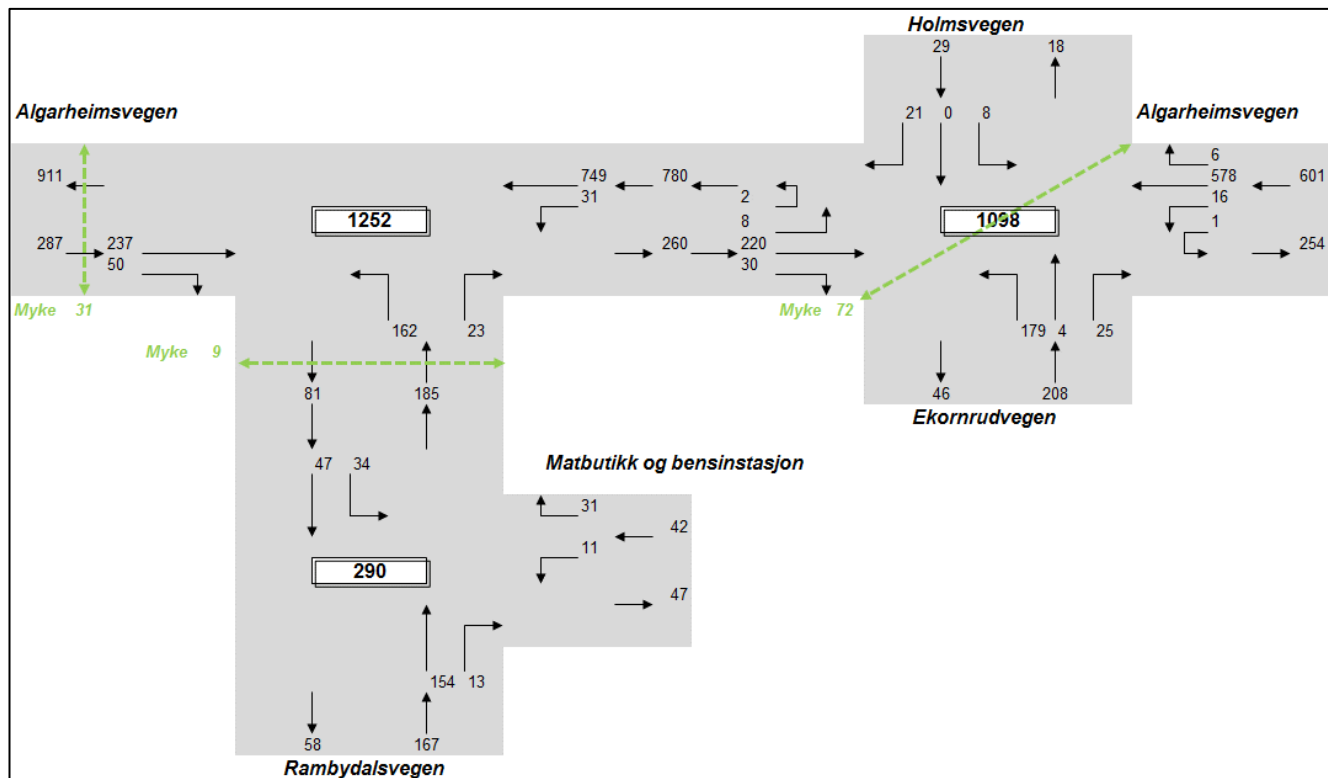 Holmsvegen
29 18
Algarheimsvegen
21 0 8
Algarheimsvegen
6
911 749 780 2 578 601
31 8 16
1252 1098 1
287 237 260 220 254
50 30
Myke 31 Myke 72
162 23 179 4 25
Myke 9
81 185 46 208
Ekornrudvegen
47 34 Matbutikk og bensinstasjon
31
42
11
290
47
154 13
58 167
Rambydalsvegen